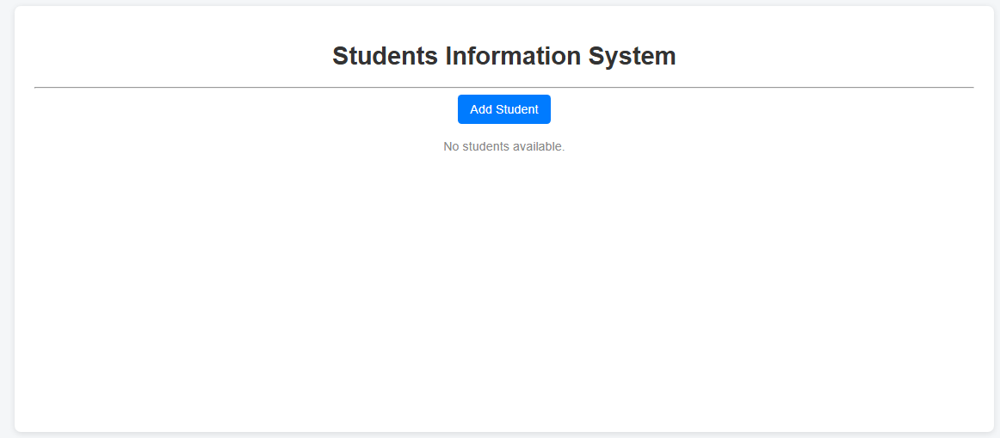 Students Information System
Add Student
No students available.